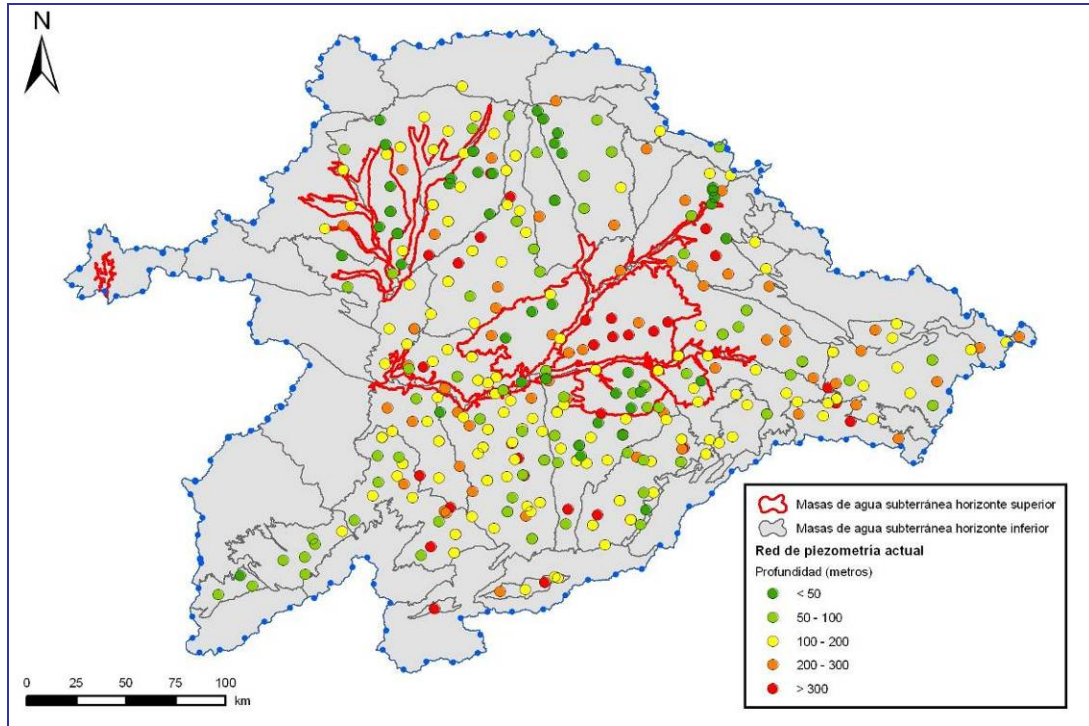 N
Masas de agua subterránea horizonte superior
Masas de agua subterránea horizonte inferior
Red de piezometría actual
Profundidad (metros)
< 50
50 - 100
100 - 200
200 - 300
> 300
0 25 50 75 100
km